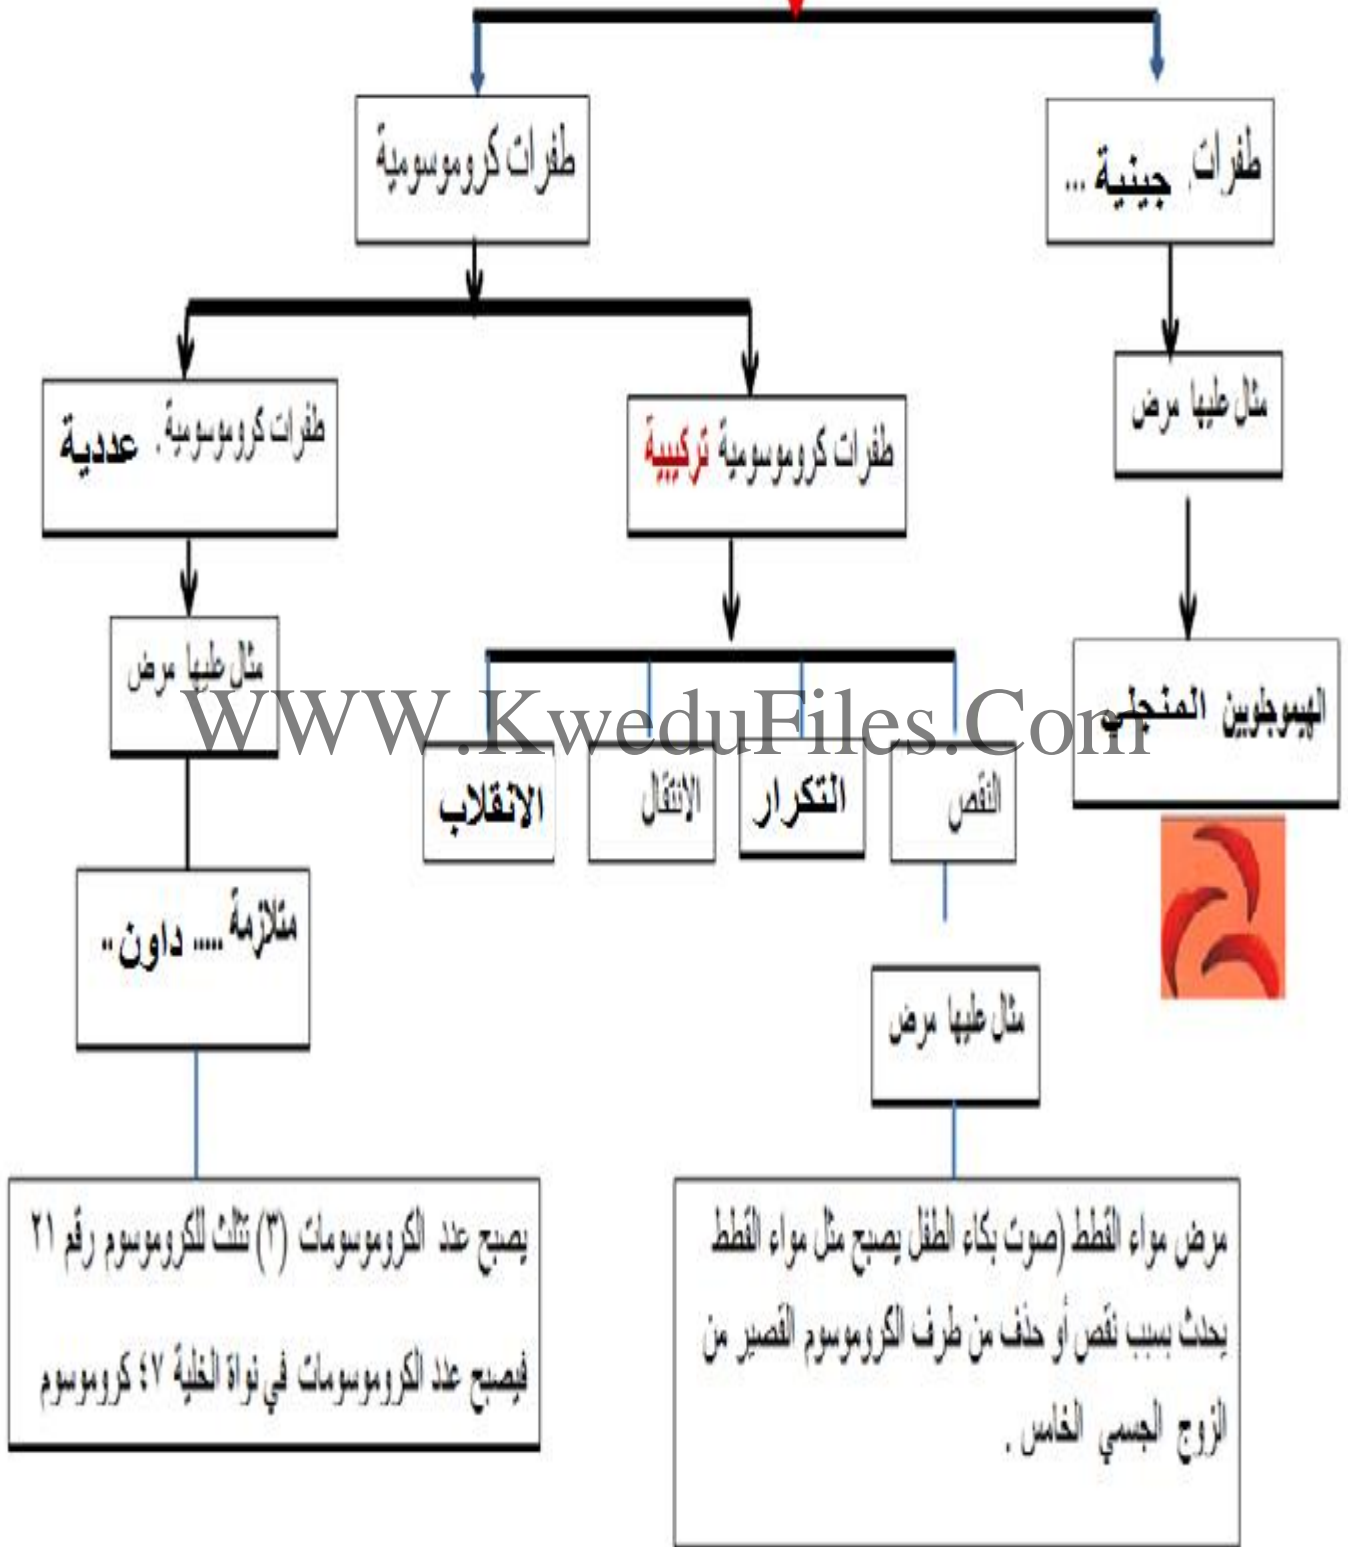 طفرات جينية ...
طفرات كروموسومية
مثال عليها مرض
طفرات كروموسومية تركيبية
طفرات كروموسومية. عددية
الهيموجلوبين المنجلي
مثال عليها مرض
WWW.KweduFiles.Com
النقص
التكرار
الانتقال
الانقلاب
متلازمة ..... داون ..
مثال عليها مرض
مرض مواء القطط (صوت بكاء الطفل يصبح مثل مواء القطط
يحدث بسبب نقص أو حذف من طرف الكروموسوم القصير من
الزوج الجسمي الخامس .
يصبح عدد الكروموسومات (٣) تثلث للكروموسوم رقم ٢١
فيصبح عدد الكروموسومات في نواة الخلية ٤٧ كروموسوم